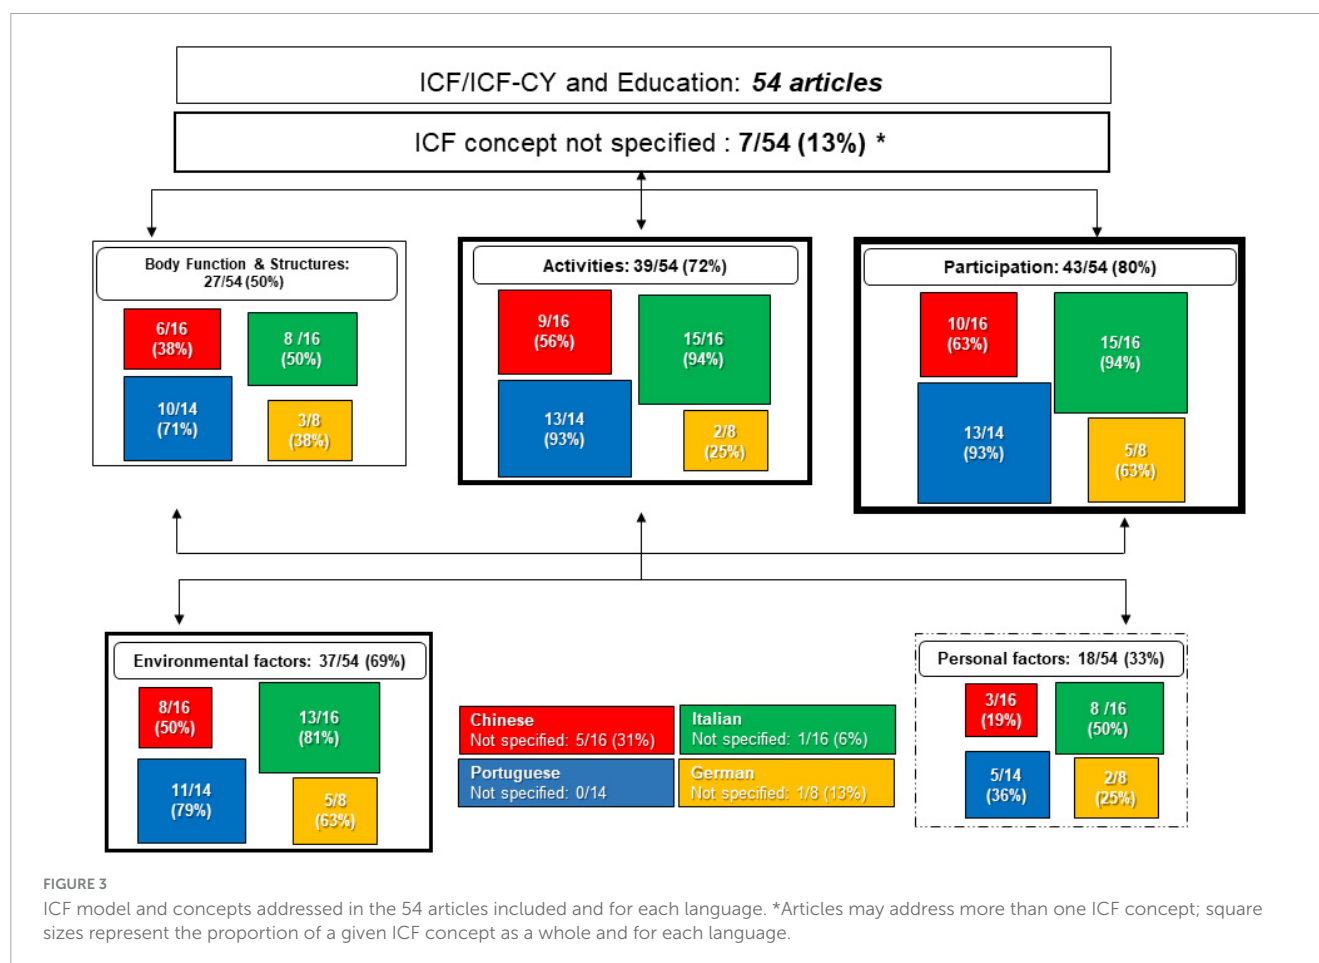 ICF/ICF-CY and Education: 54 articles
ICF concept not specified : 7/54 (13%) *
Body Function & Structures:
27/54 (50%)
6/16
(38%)
8 /16
(50%)
10/14
(71%)
3/8
(38%)
Activities: 39/54 (72%)
9/16
(56%)
15/16
(94%)
13/14
(93%)
2/8
(25%)
Participation: 43/54 (80%)
10/16
(63%)
15/16
(94%)
13/14
(93%)
5/8
(63%)
Environmental factors: 37/54 (69%)
8/16
(50%)
13/16
(81%)
11/14
(79%)
5/8
(63%)
Chinese
Not specified: 5/16 (31%)
Italian
Not specified: 1/16 (6%)
Portuguese
Not specified: 0/14
German
Not specified: 1/8 (13%)
Personal factors: 18/54 (33%)
3/16
(19%)
8 /16
(50%)
5/14
(36%)
2/8
(25%)
FIGURE 3
ICF model and concepts addressed in the 54 articles included and for each language. *Articles may address more than one ICF concept; square
sizes represent the proportion of a given ICF concept as a whole and for each language.